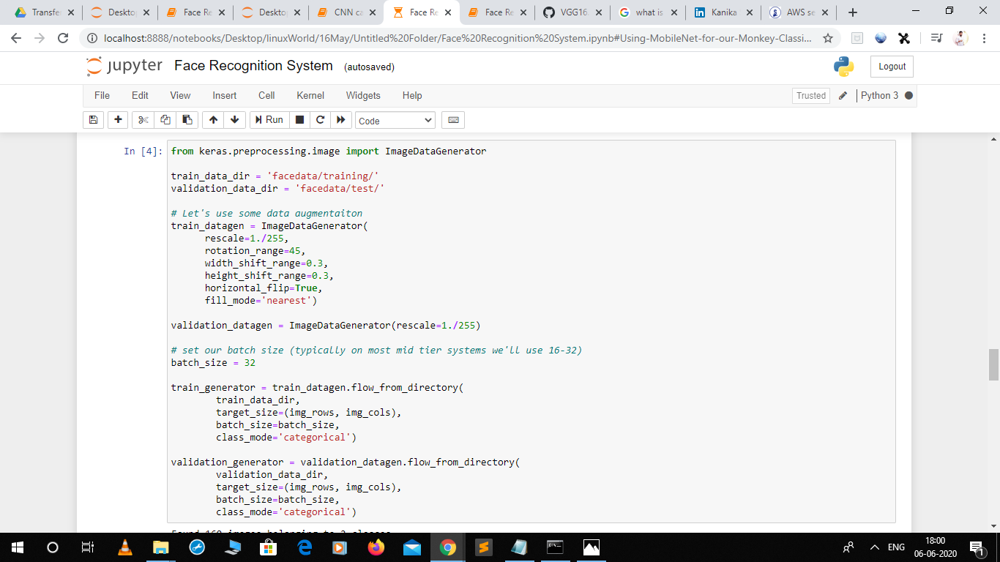 Transfe
Deskto
Face Re
Deskto
CNN ca
Face Re
Face Re
VGG16.
what is
Kanika
AWS se
localhost:8888/notebooks/Desktop/linuxWorld/16May/Untitled%20Folder/Face%20Recognition%20System.ipynb#Using-MobileNet-for-our-Monkey-Classi...
jupyter Face Recognition System (autosaved)
Logout
File Edit View Insert Cell Kernel Widgets Help
Trusted Python 3
Run Code
In [4]: from keras.preprocessing.image import ImageDataGenerator
train_data_dir = 'facedata/training/'
validation_data_dir = 'facedata/test/'
# Let's use some data augmentaiton
train_datagen = ImageDataGenerator(
rescale=1./255,
rotation_range=45,
width_shift_range=0.3,
height_shift_range=0.3,
horizontal_flip=True,
fill_mode='nearest')
validation_datagen = ImageDataGenerator(rescale=1./255)
# set our batch size (typically on most mid tier systems we'll use 16-32)
batch_size = 32
train_generator = train_datagen.flow_from_directory(
train_data_dir,
target_size=(img_rows, img_cols),
batch_size=batch_size,
class_mode='categorical')
validation_generator = validation_datagen.flow_from_directory(
validation_data_dir,
target_size=(img_rows, img_cols),
batch_size=batch_size,
class_mode='categorical')
images belonging to
ENG
18:00
06-06-2020
1